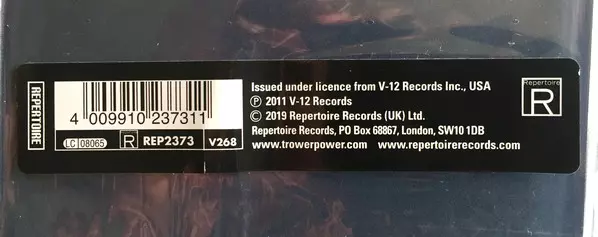 REPERTOIRE
4 009910 237311
LC 08065
R
REP2373
V268
Issued under licence from V-12 Records Inc., USA
Ⓟ 2011 V-12 Records
© 2019 Repertoire Records (UK) Ltd.
Repertoire Records, PO Box 68867, London, SW10 1DB
www.trowerpower.com www.repertoirerecords.com
Repertoire
R